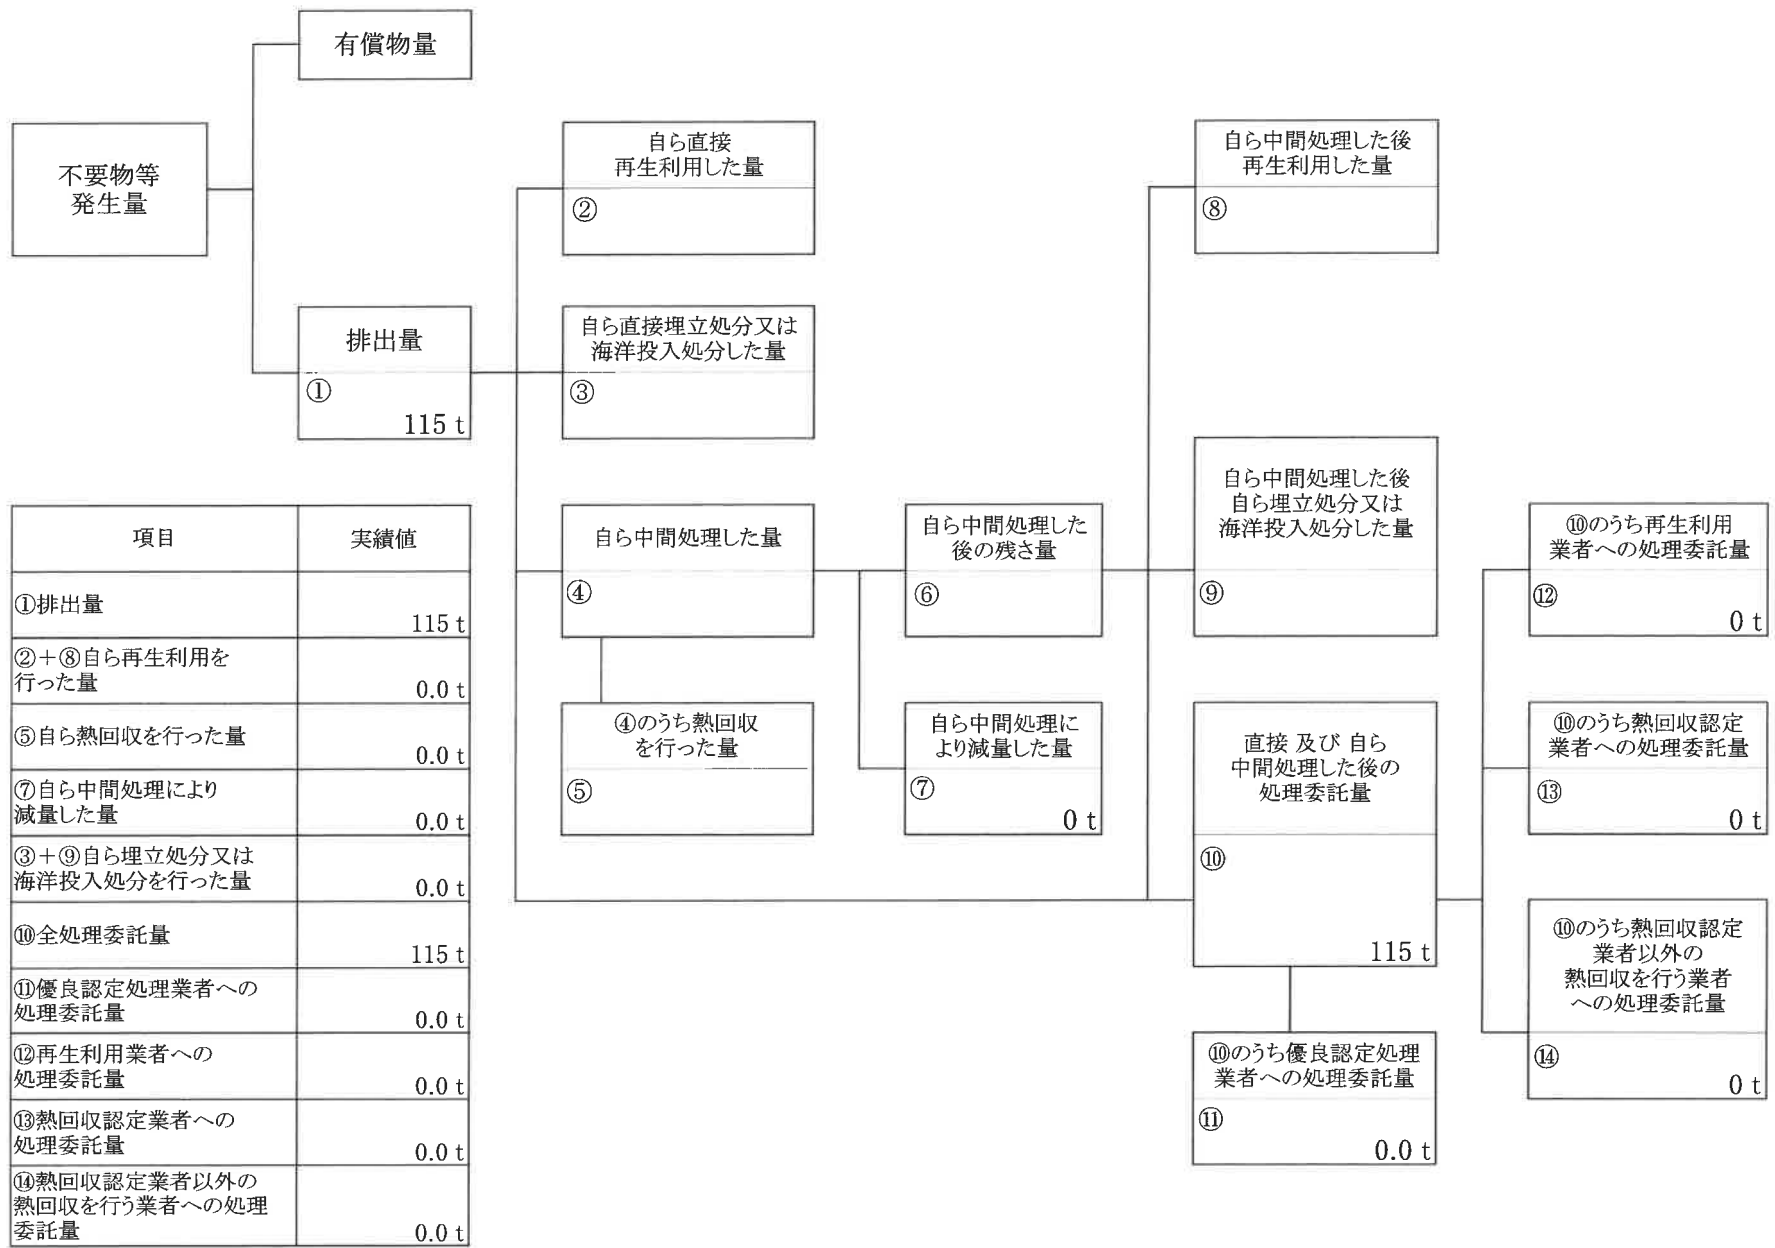 有償物量
不要物等
発生量
排出量
①
115 t
自ら直接
再生利用した量
②
自ら直接埋立処分又は
海洋投入処分した量
③
自ら中間処理した量
④
④のうち熱回収
を行った量
⑤
自ら中間処理した
後の残さ量
⑥
自ら中間処理に
より減量した量
⑦
0 t
自ら中間処理した後
再生利用した量
⑧
自ら中間処理した後
自ら埋立処分又は
海洋投入処分した量
⑨
直接 及び 自ら
中間処理した後の
処理委託量
⑩
115 t
⑩のうち優良認定処理
業者への処理委託量
⑪
0.0 t
⑩のうち再生利用
業者への処理委託量
⑫
0 t
⑩のうち熱回収認定
業者への処理委託量
⑬
0 t
⑩のうち熱回収認定
業者以外の
熱回収を行う業者
への処理委託量
⑭
0 t
項目 実績値
①排出量
115 t
②＋⑧自ら再生利用を
行った量
0.0 t
⑤自ら熱回収を行った量
0.0 t
⑦自ら中間処理により
減量した量
0.0 t
③＋⑨自ら埋立処分又は
海洋投入処分を行った量
0.0 t
⑩全処理委託量
115 t
⑪優良認定処理業者への
処理委託量
0.0 t
⑫再生利用業者への
処理委託量
0.0 t
⑬熱回収認定業者への
処理委託量
0.0 t
⑭熱回収認定業者以外の
熱回収を行う業者への処理
委託量
0.0 t